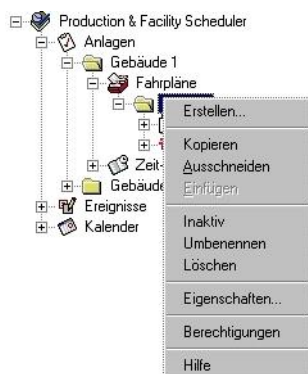 Production & Facility Scheduler
Anlagen
Gebäude 1
Fahrpläne
Erstellen...
Kopieren
Ausschneiden
Einfügen
Zeit-
Gebäude
Ereignisse
Inaktiv
Kalender
Umbenennen
Löschen
Eigenschaften...
Berechtigungen
Hilfe